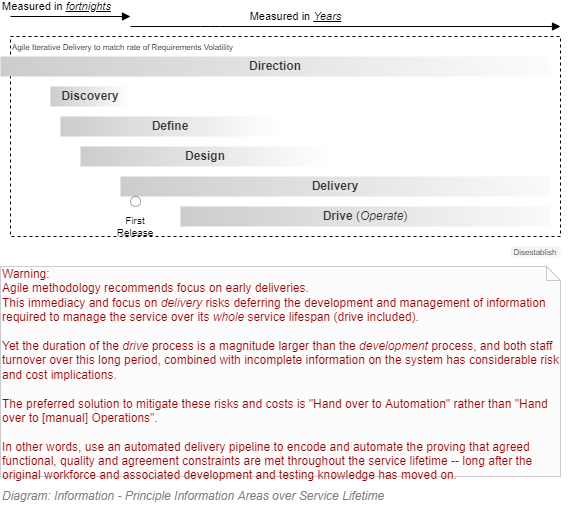 Measured in fortnights
Measured in Years
Agile Iterative Delivery to match rate of Requirements Volatility
Direction
Discovery
Define
Design
Delivery
Drive (Operate)
First
Release
Disestablish
Warning:
Agile methodology recommends focus on early deliveries.
This immediacy and focus on delivery risks deferring the development and management of information
required to manage the service over its whole service lifespan (drive included).
Yet the duration of the drive process is a magnitude larger than the development process, and both staff
turnover over this long period, combined with incomplete information on the system has considerable risk
and cost implications.
The preferred solution to mitigate these risks and costs is "Hand over to Automation" rather than "Hand
over to [manual] Operations".
In other words, use an automated delivery pipeline to encode and automate the proving that agreed
functional, quality and agreement constraints are met throughout the service lifetime -- long after the
original workforce and associated development and testing knowledge has moved on.
Diagram: Information - Principle Information Areas over Service Lifetime